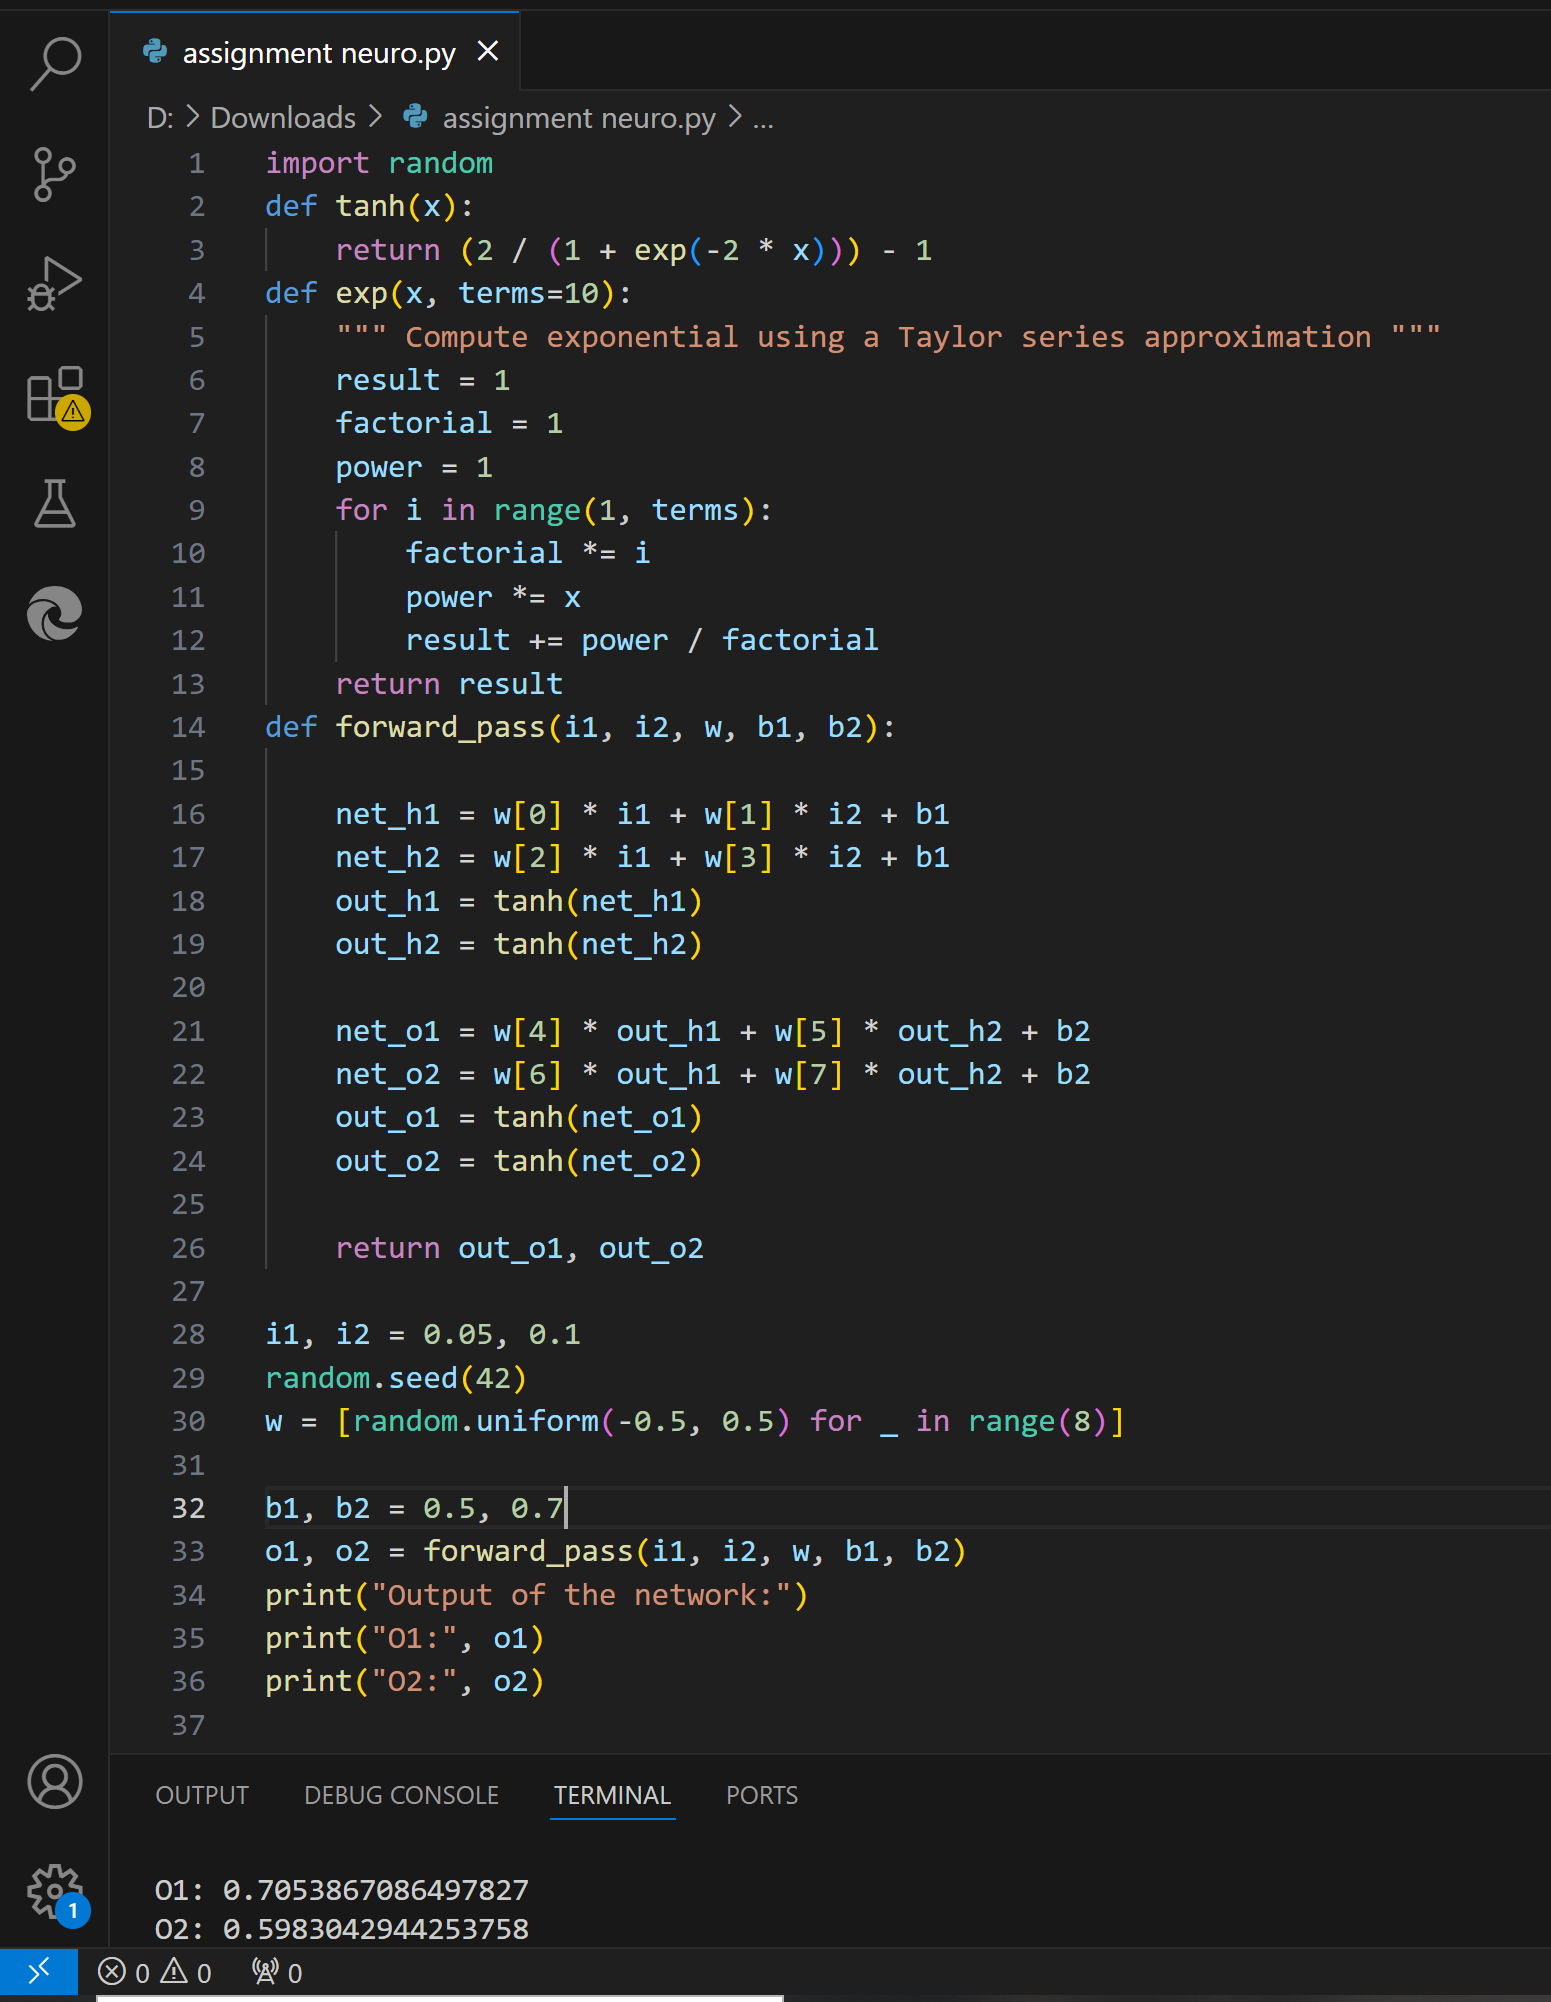 assignment neuro.py
D: > Downloads > assignment neuro.py > ...
1 import random
2 def tanh(x):
3     return (2 / (1 + exp(-2 * x))) - 1
4 def exp(x, terms=10):
5     """ Compute exponential using a Taylor series approximation """
6     result = 1
7     factorial = 1
8     power = 1
9     for i in range(1, terms):
10         factorial *= i
11         power *= x
12         result += power / factorial
13     return result
14 def forward_pass(i1, i2, w, b1, b2):
15
16     net_h1 = w[0] * i1 + w[1] * i2 + b1
17     net_h2 = w[2] * i1 + w[3] * i2 + b1
18     out_h1 = tanh(net_h1)
19     out_h2 = tanh(net_h2)
20
21     net_o1 = w[4] * out_h1 + w[5] * out_h2 + b2
22     net_o2 = w[6] * out_h1 + w[7] * out_h2 + b2
23     out_o1 = tanh(net_o1)
24     out_o2 = tanh(net_o2)
25
26     return out_o1, out_o2
27
28 i1, i2 = 0.05, 0.1
29 random.seed(42)
30 w = [random.uniform(-0.5, 0.5) for _ in range(8)]
31
32 b1, b2 = 0.5, 0.7
33 o1, o2 = forward_pass(i1, i2, w, b1, b2)
34 print("Output of the network:")
35 print("O1:", o1)
36 print("O2:", o2)
37
OUTPUT DEBUG CONSOLE TERMINAL PORTS
O1: 0.7053867086497827
O2: 0.5983042944253758
1
0 0 0